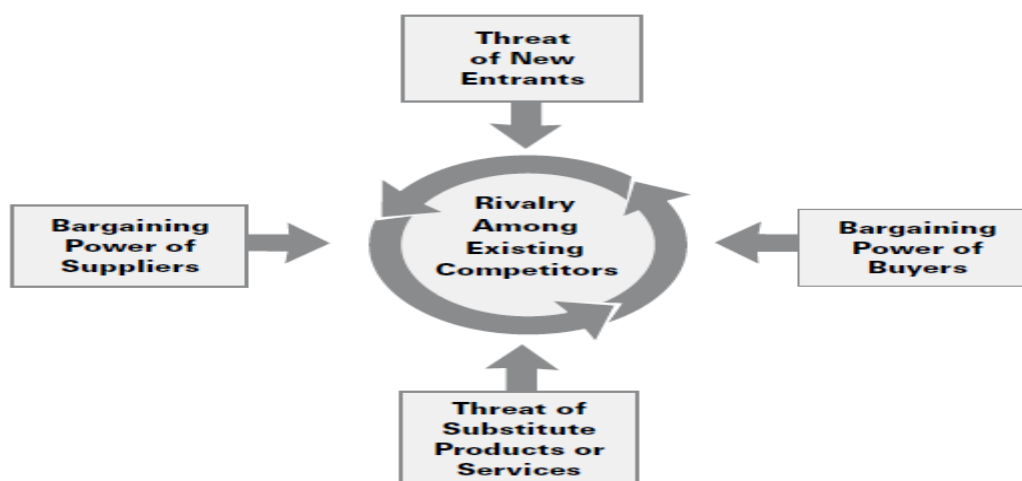 Threat
of New
Entrants
Bargaining
Power of
Suppliers
Rivalry
Among
Existing
Competitors
Bargaining
Power of
Buyers
Threat of
Substitute
Products or
Services